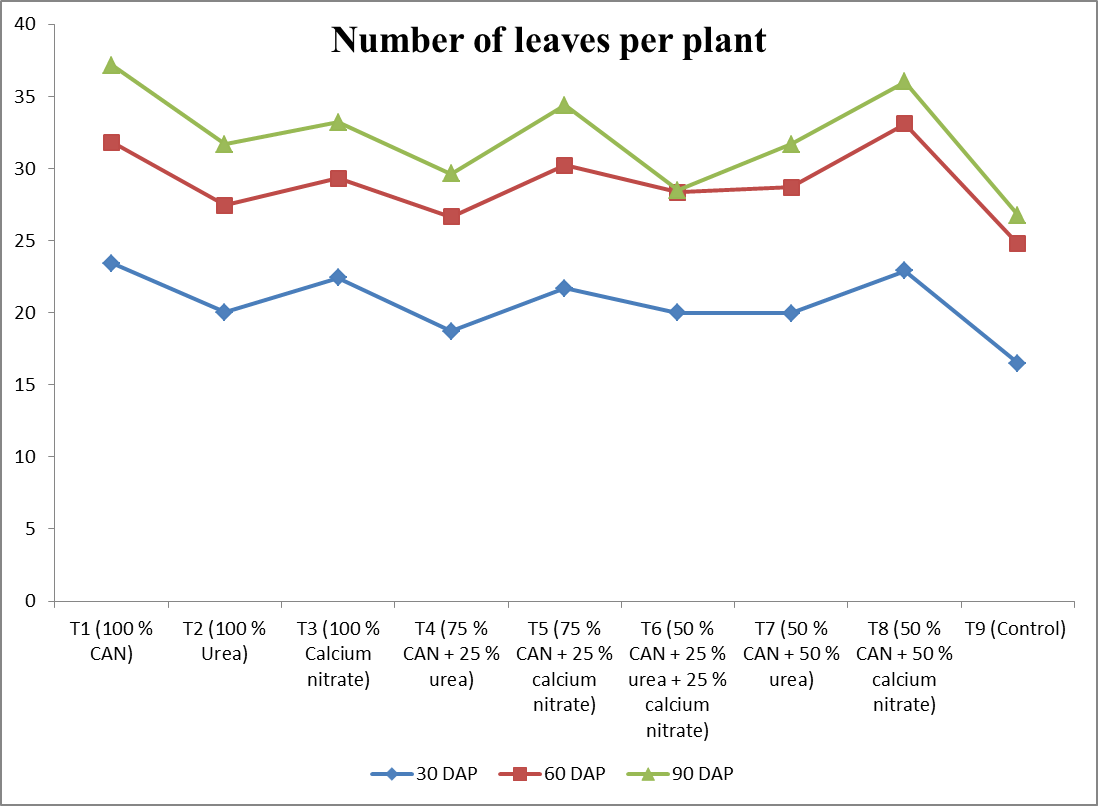 Number of leaves per plant
40
35
30
25
20
15
10
5
0
T1 (100 %
CAN)
T2 (100 %
Urea)
T3 (100 %
Calcium
nitrate)
T4 (75 %
CAN + 25 %
urea)
T5 (75 %
CAN + 25 %
calcium
nitrate)
T6 (50 %
CAN + 25 %
urea + 25 %
calcium
nitrate)
T7 (50 %
CAN + 50 %
urea)
T8 (50 %
CAN + 50 %
calcium
nitrate)
T9 (Control)
30 DAP
60 DAP
90 DAP